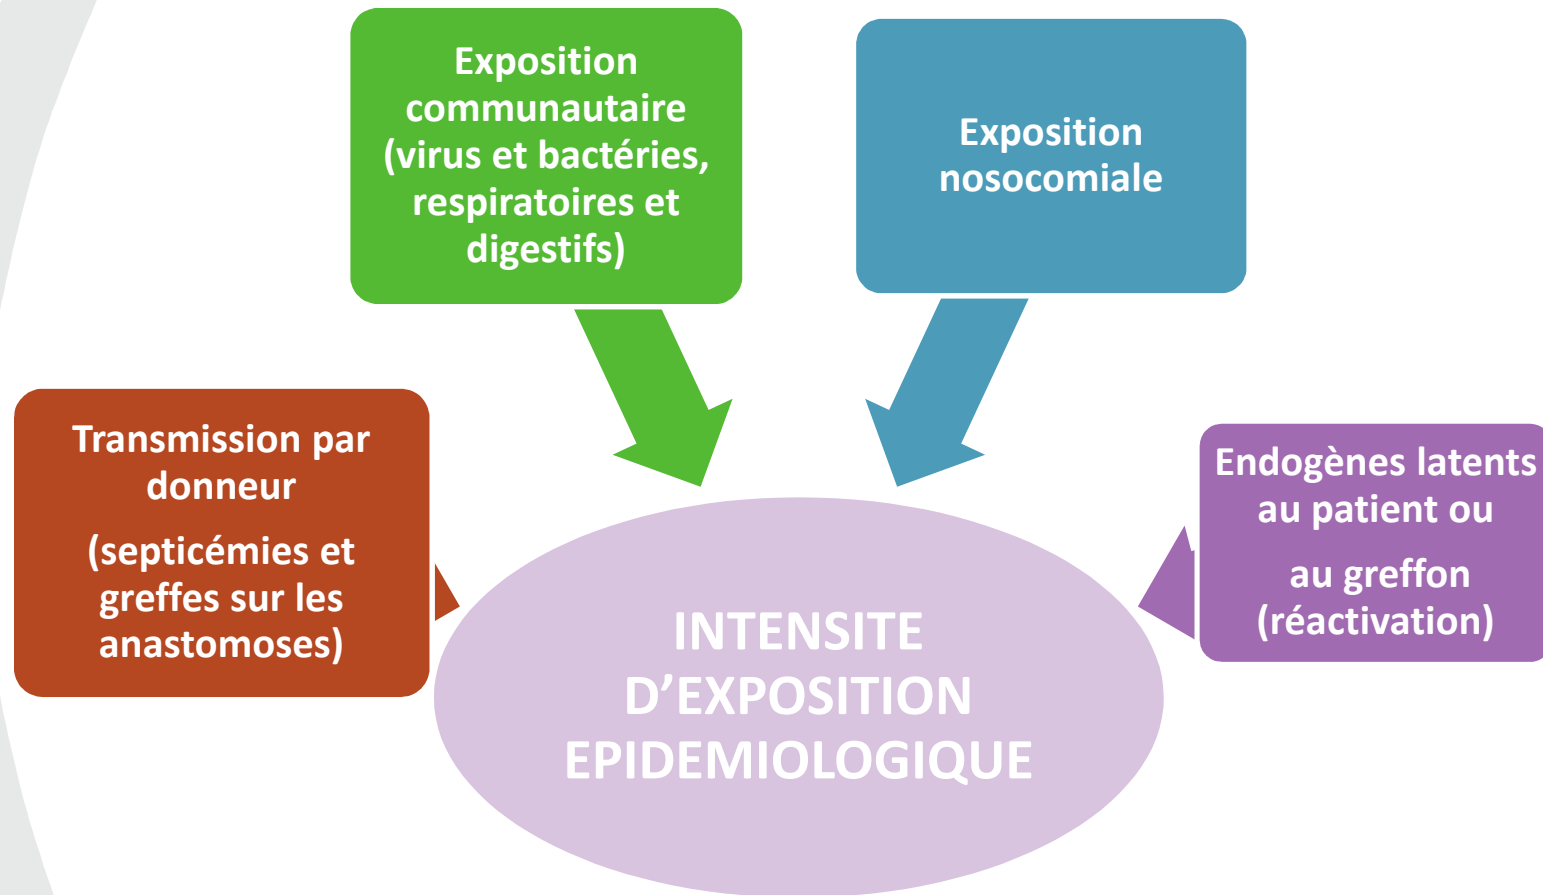 Exposition
communautaire
(virus et bactéries,
respiratoires et
digestifs)
Exposition
nosocomiale
Transmission par
donneur
(septicémies et
greffes sur les
anastomoses)
Endogènes latents
au patient ou
au greffon
(réactivation)
INTENSITE
D’EXPOSITION
EPIDEMIOLOGIQUE